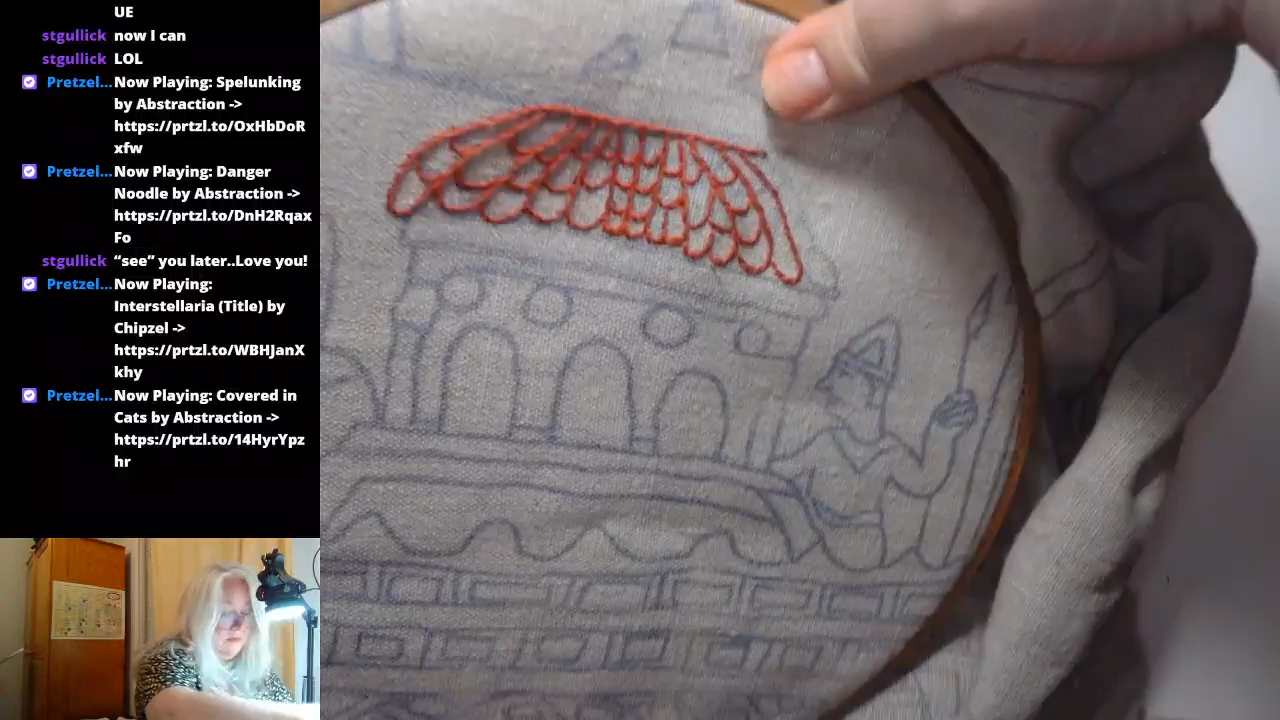 UE
stgullick now I can
stgullick LOL
Pretzel... Now Playing: Spelunking
by Abstraction ->
https://prtzl.to/OxHbDoR
xfw
Pretzel... Now Playing: Danger
Noodle by Abstraction ->
https://prtzl.to/DnH2Rqax
Fo
stgullick “see” you later..Love you!
Pretzel... Now Playing:
Interstellaria (Title) by
Chipzel ->
https://prtzl.to/WBHJanX
khy
Pretzel... Now Playing: Covered in
Cats by Abstraction ->
https://prtzl.to/14HyrYpz
hr